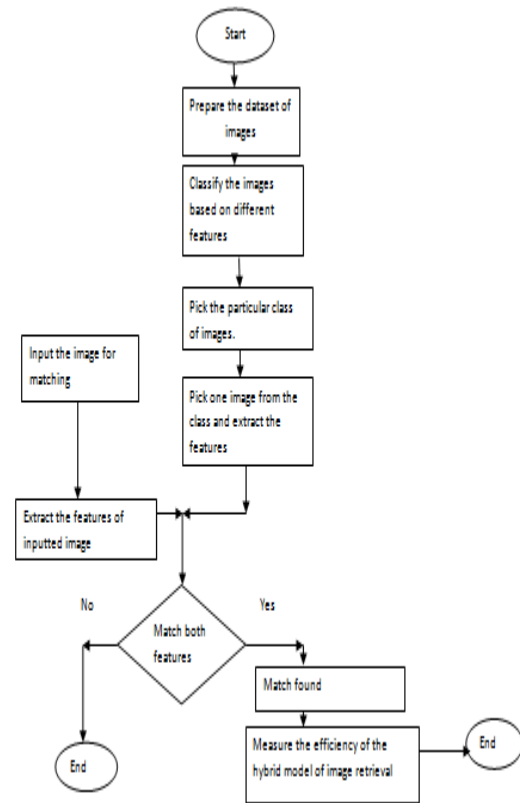 Start
Prepare the dataset of
images
Classify the images
based on different
features
Pick the particular class
of images.
Input the image for
matching
Pick one image from the
class and extract the
features
Extract the features of
inputted image
No
Yes
Match both
features
Match found
Measure the efficiency of the
hybrid model of image retrieval
End
End